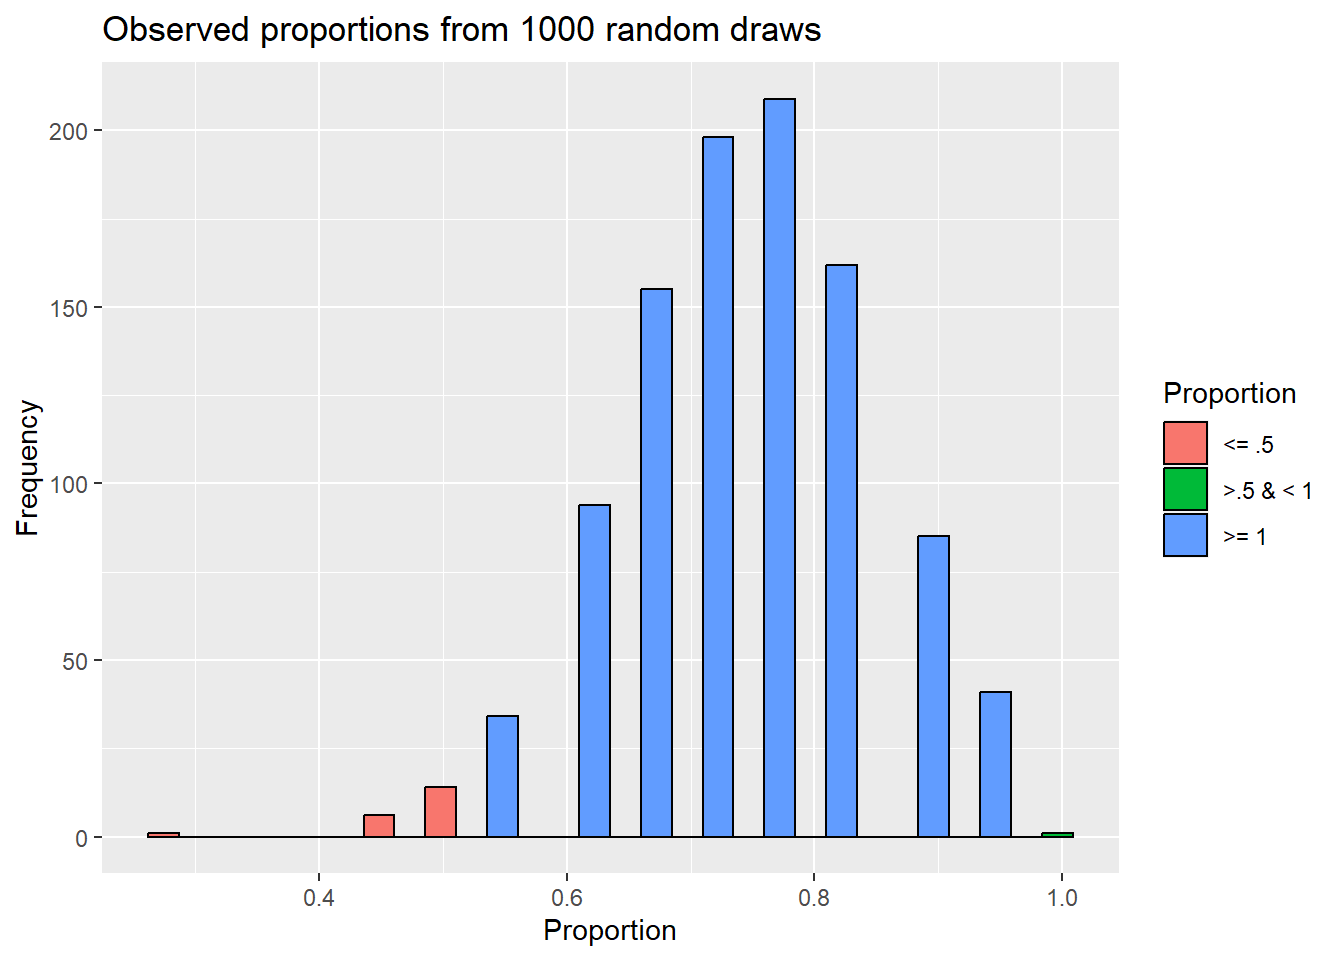 Observed proportions from 1000 random draws
200
150
100
50
0
Frequency
0.4 0.6 0.8 1.0
Proportion
Proportion
<= .5
>.5 & < 1
>= 1